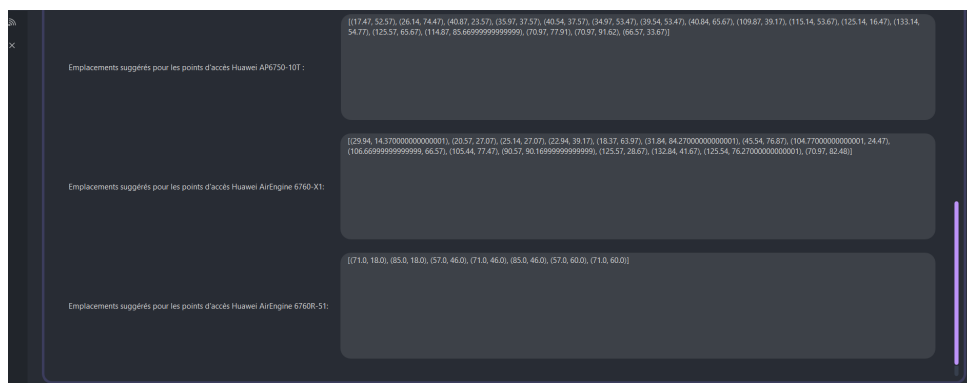 [(17.47, 52.57), (26.14, 74.47), (40.87, 23.57), (35.97, 37.57), (40.54, 37.57), (34.97, 53.47), (39.54, 53.47), (40.84, 65.67), (109.87, 39.17), (115.14, 53.67), (125.14, 16.47), (133.14,
54.77), (125.57, 65.67), (114.87, 85.66999999999999), (70.97, 77.91), (70.97, 91.62), (66.57, 33.67)]
Emplacements suggérés pour les points d'accès Huawei AP6750-10T :
[(29.94, 14.370000000000001), (20.57, 27.07), (25.14, 27.07), (22.94, 39.17), (18.37, 63.97), (31.84, 84.27000000000001), (45.54, 76.87), (104.77000000000001, 24.47),
(106.66999999999999, 66.57), (105.44, 77.47), (90.57, 90.16999999999999), (125.57, 28.67), (132.84, 41.67), (125.54, 76.27000000000001), (70.97, 82.48)]
Emplacements suggérés pour les points d'accès Huawei AirEngine 6760-X1:
[(71.0, 18.0), (85.0, 18.0), (57.0, 46.0), (71.0, 46.0), (85.0, 46.0), (57.0, 60.0), (71.0, 60.0)]
Emplacements suggérés pour les points d'accès Huawei AirEngine 6760R-51: